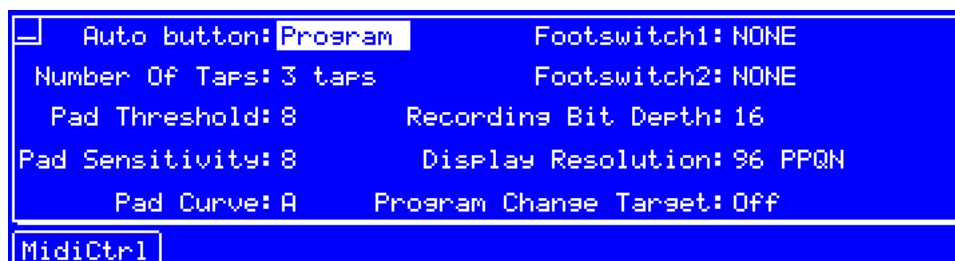 Auto button: Program Footswitch1: NONE
Number Of Taps: 3 taps Footswitch2: NONE
Pad Threshold: 8 Recording Bit Depth: 16
Pad Sensitivity: 8 Display Resolution: 96 PPQN
Pad Curve: A Program Change Target: Off
MidiCtrl